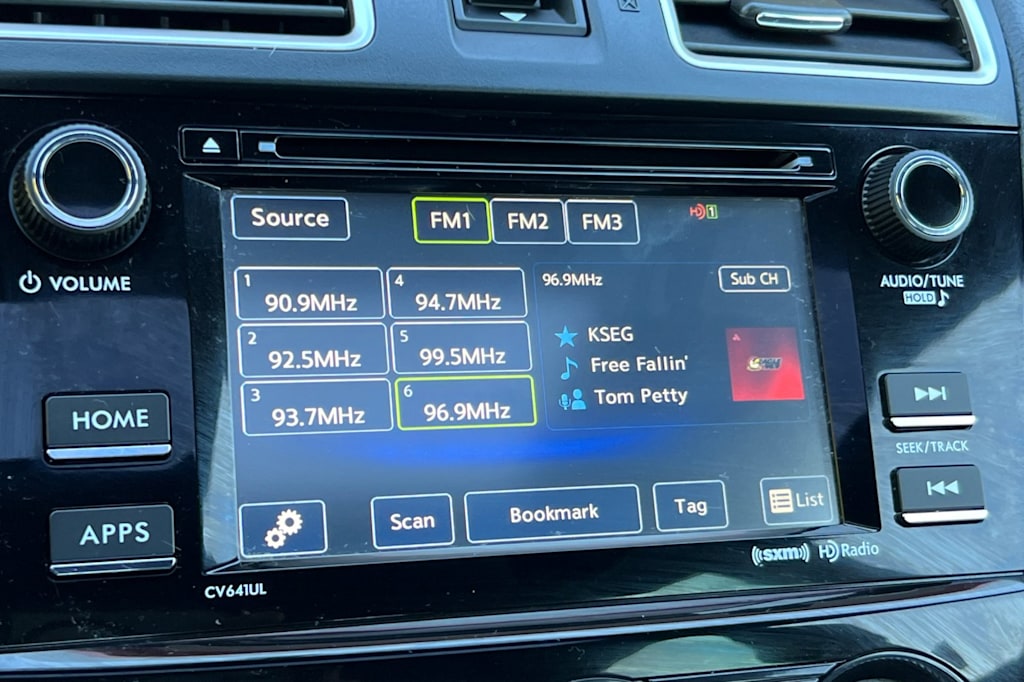 Source
FM1
FM2
FM3
HD 1
VOLUME
AUDIO/TUNE
HOLD
1
90.9MHz
4
94.7MHz
96.9MHz
Sub CH
2
92.5MHz
5
99.5MHz
KSEG
Free Fallin'
3
93.7MHz
6
96.9MHz
Tom Petty
HOME
SEEK/TRACK
APPS
Scan
Bookmark
Tag
List
CV641UL
((sxm)) HD Radio